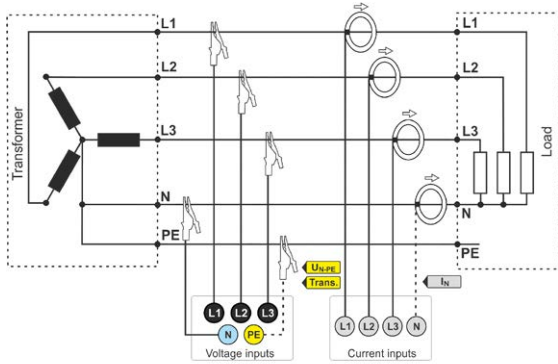 L1
L1
L2
L2
L3
L3
N
N
PE
PE
Transformer
Load
UN-PE
Trans.
IN
L1
L2
L3
N
PE
Voltage inputs
L1
L2
L3
N
Current inputs